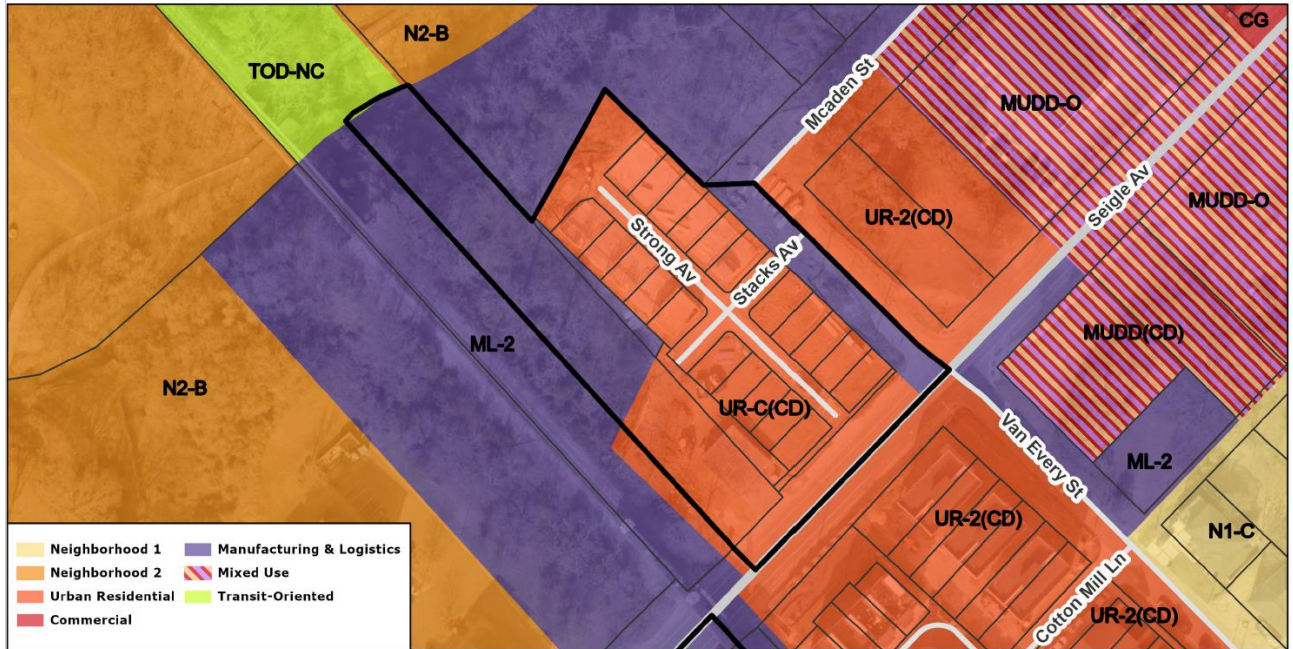 CG
N2-B
TOD-NC
Mcaden St
MUDD-O
Seigle Av
MUDD-O
UR-2(CD)
Strong Av
Stacks Av
ML-2
MUDD(CD)
N2-B
UR-C(CD)
Van Every St
ML-2
UR-2(CD)
N1-C
Cotton Mill Ln
UR-2(CD)
Neighborhood 1
Neighborhood 2
Urban Residential
Commercial
Manufacturing & Logistics
Mixed Use
Transit-Oriented